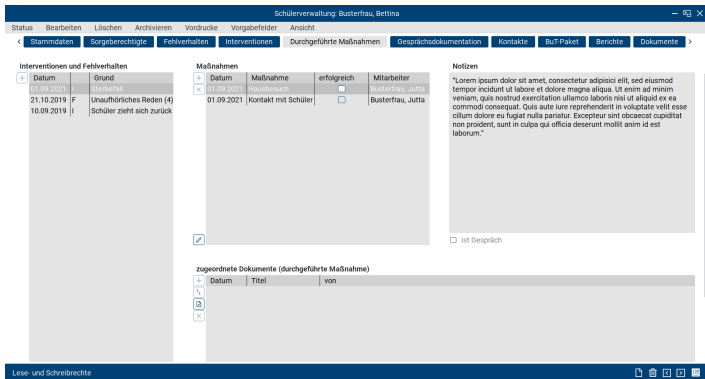 Schülerverwaltung: Busterfrau, Bettina
Status Bearbeiten Löschen Archivieren Vordrucke Vorgabefelder Ansicht
Stammdaten Sorgeberechtigte Fehlverhalten Interventionen Durchgeführte Maßnahmen Gesprächsdokumentation Kontakte BuT-Paket Berichte Dokumente
Interventionen und Fehlverhalten
Datum Grund
01.09.2021 I Sterbefall
21.10.2019 F Unaufhörliches Reden (4)
10.09.2019 I Schüler zieht sich zurück
Maßnahmen
Datum Maßnahme erfolgreich Mitarbeiter
01.09.2021 Hausbesuch Busterfrau, Jutta
01.09.2021 Kontakt mit Schüler Busterfrau, Jutta
Notizen
"Lorem ipsum dolor sit amet, consectetur adipisici elit, sed eiusmod
tempor incidunt ut labore et dolore magna aliqua. Ut enim ad minim
veniam, quis nostrud exercitation ullamco laboris nisi ut aliquid ex ea
commodi consequat. Quis aute iure reprehenderit in voluptate velit esse
cillum dolore eu fugiat nulla pariatur. Excepteur sint obcaecat cupiditat
non proident, sunt in culpa qui officia deserunt mollit anim id est
laborum."
ist Gespräch
zugeordnete Dokumente (durchgeführte Maßnahme)
Datum Titel von
Lese- und Schreibrechte